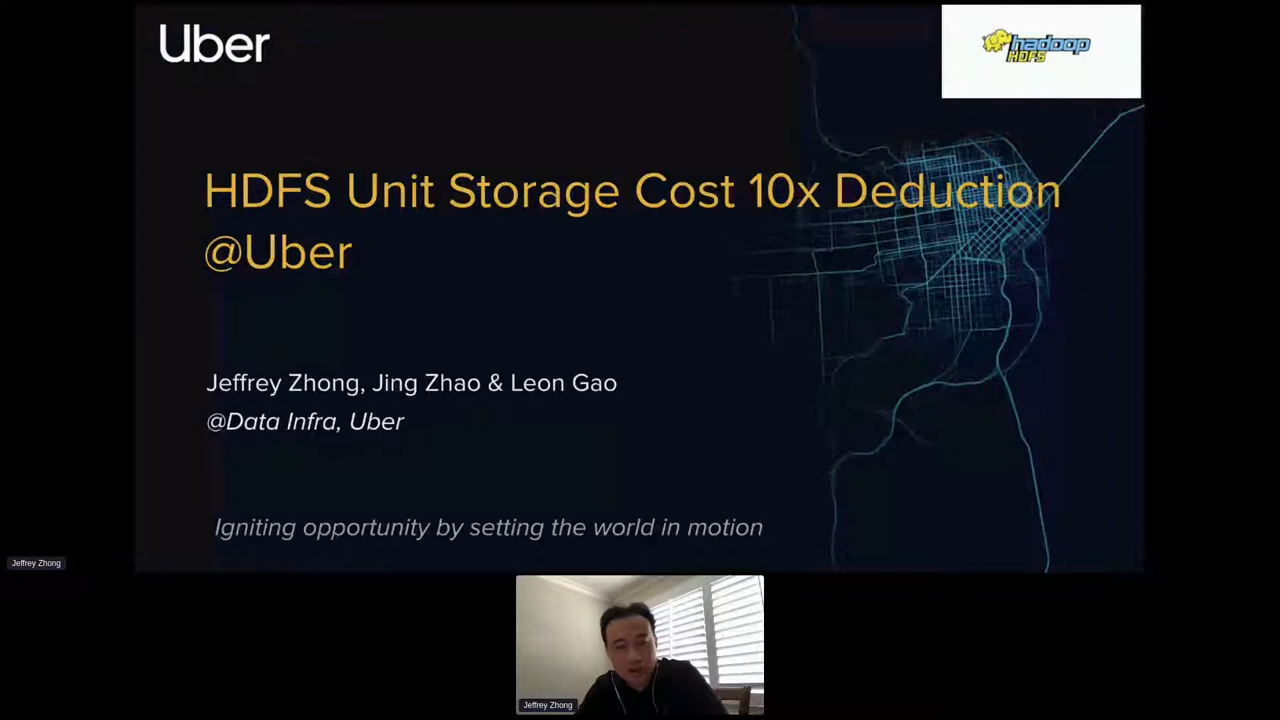 Uber
hadoop
HDFS
HDFS Unit Storage Cost 10x Deduction
@Uber
Jeffrey Zhong, Jing Zhao & Leon Gao
@Data Infra, Uber
Igniting opportunity by setting the world in motion
Jeffrey Zhong
Jeffrey Zhong